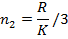 n₂ = R/K /3